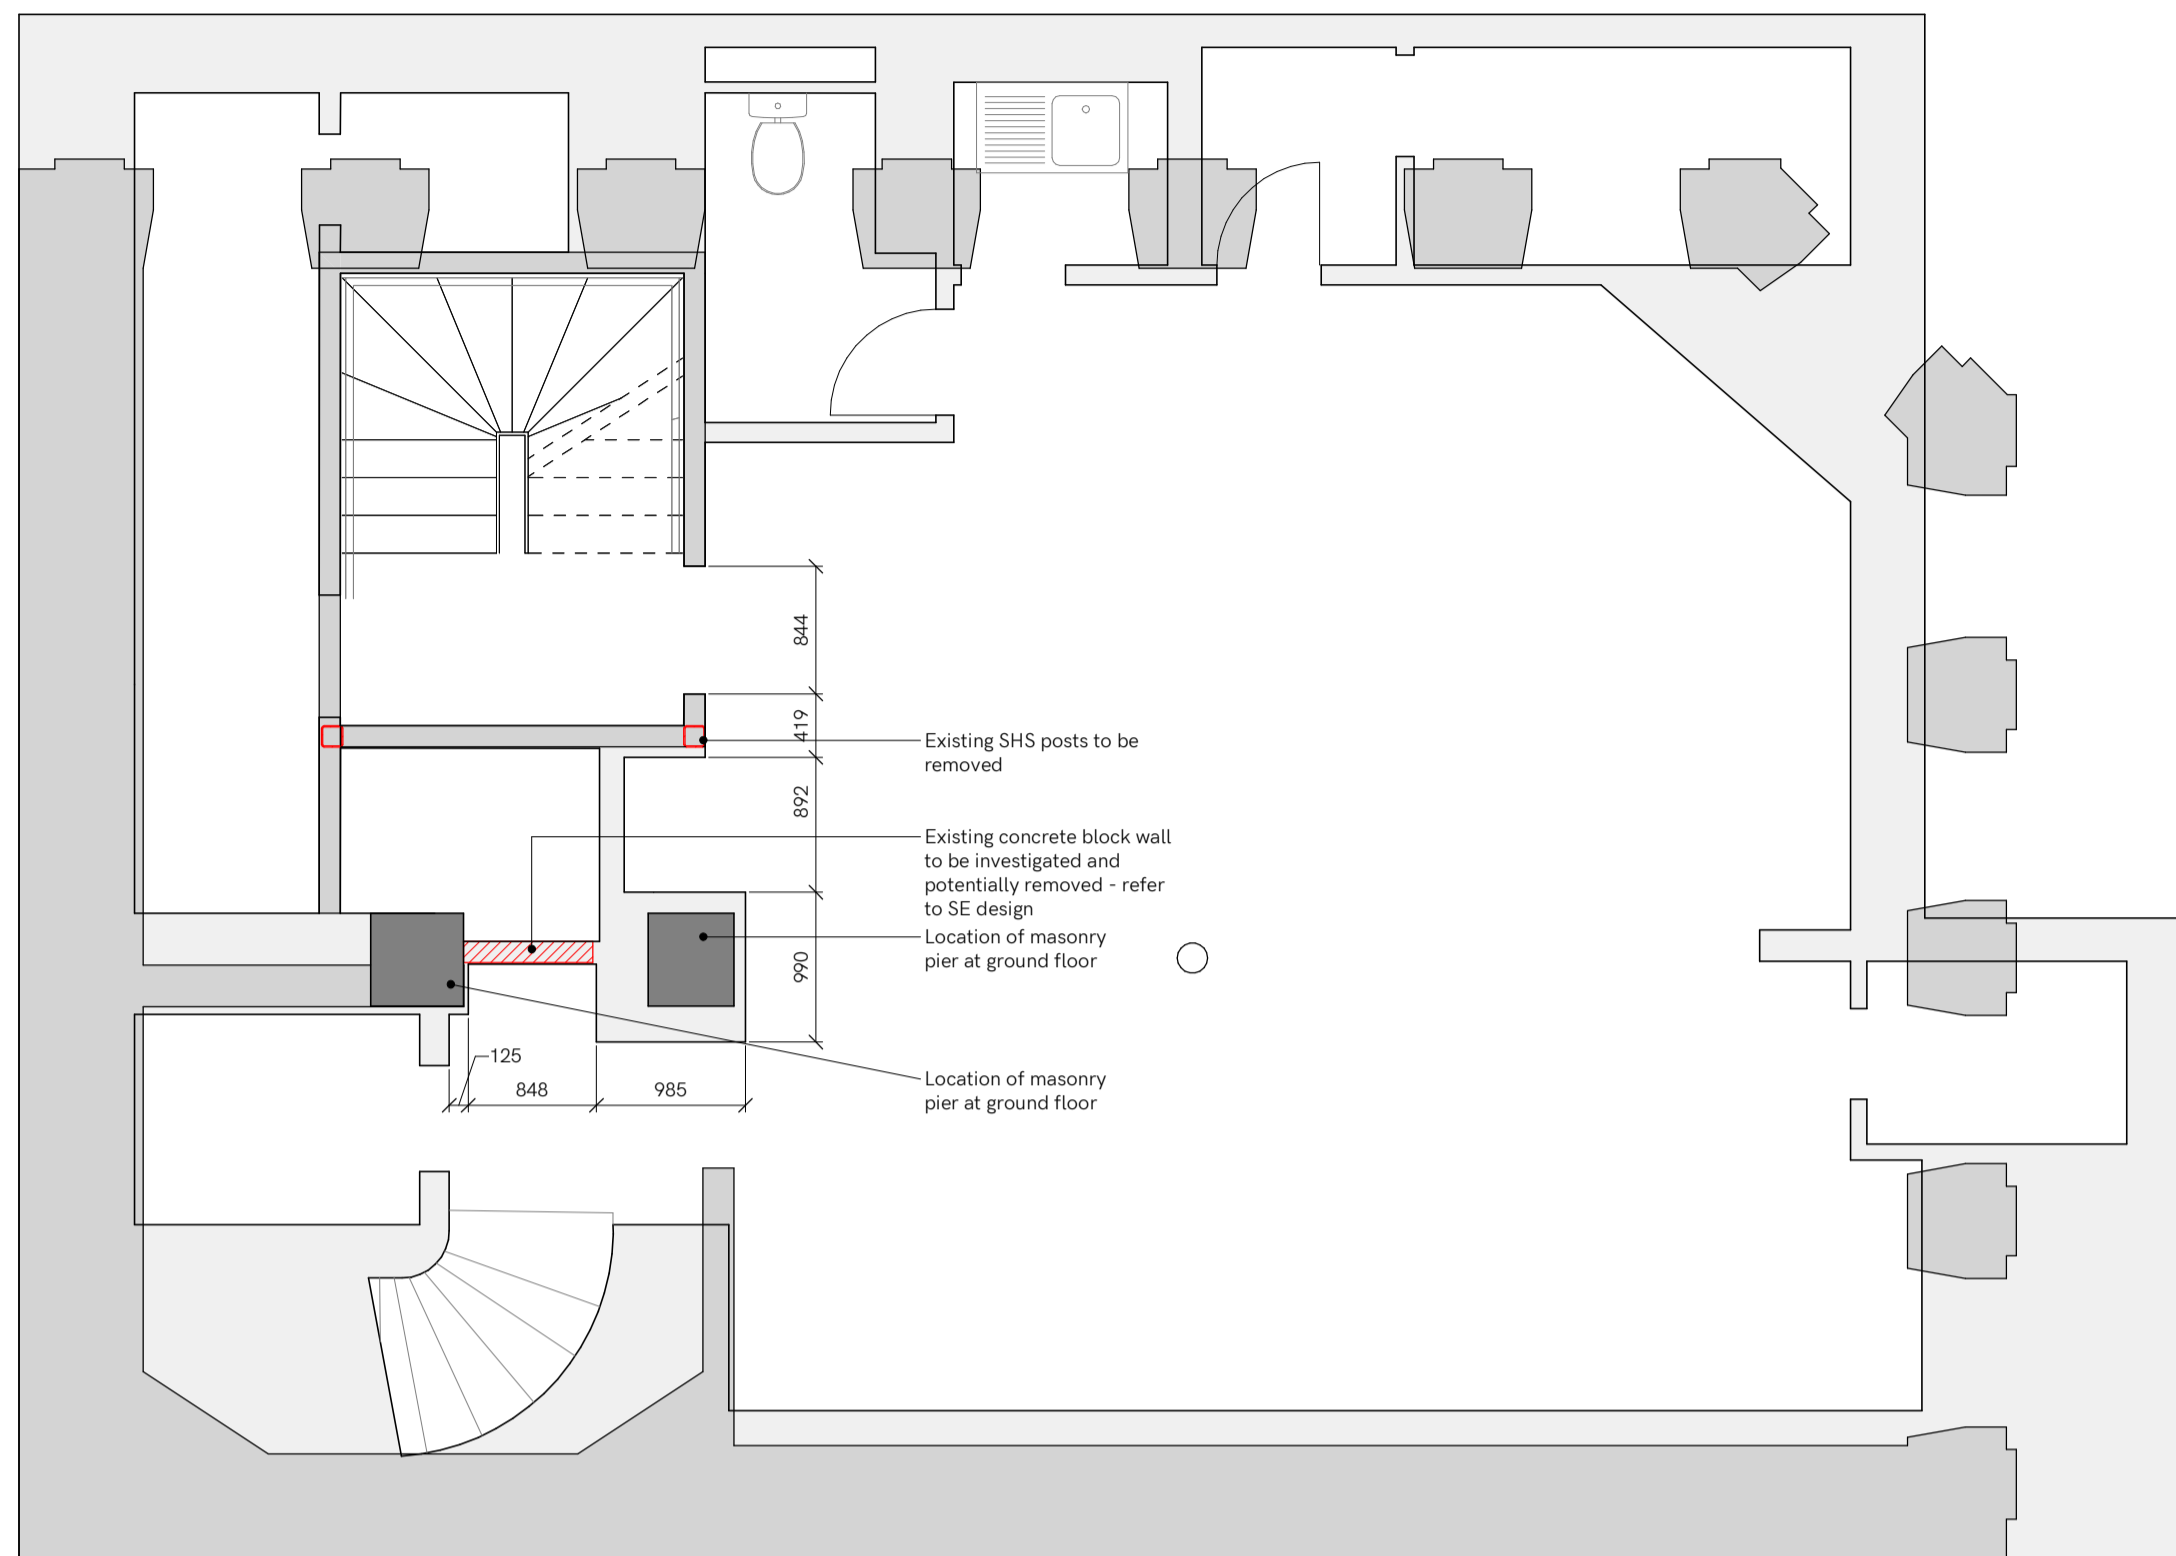 844
419
Existing SHS posts to be
removed
892
Existing concrete block wall
to be investigated and
potentially removed - refer
to SE design
Location of masonry
pier at ground floor
990
125
848
985
Location of masonry
pier at ground floor